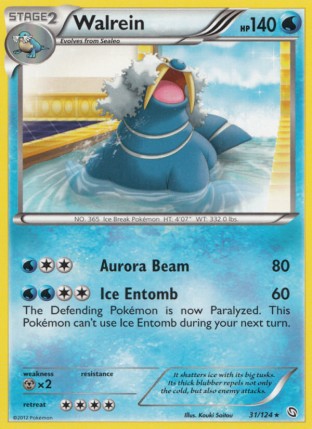 STAGE2 Walrein HP140
Evolves from Sealeo
NO. 365 Ice Break Pokémon HT. 4'07" WT. 332.0 lbs.
Aurora Beam 80
Ice Entomb 60
The Defending Pokémon is now Paralyzed. This
Pokémon can't use Ice Entomb during your next turn.
weakness resistance
×2
retreat
It shatters ice with its big tusks.
Its thick blubber repels not only
the cold, but also enemy attacks.
©2012 Pokémon
Illus. Kouki Saitou
31/124 ★